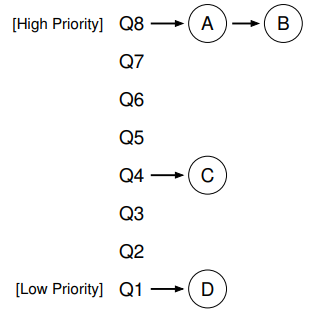 [High Priority] Q8 A B
Q7
Q6
Q5
Q4 C
Q3
Q2
[Low Priority] Q1 D